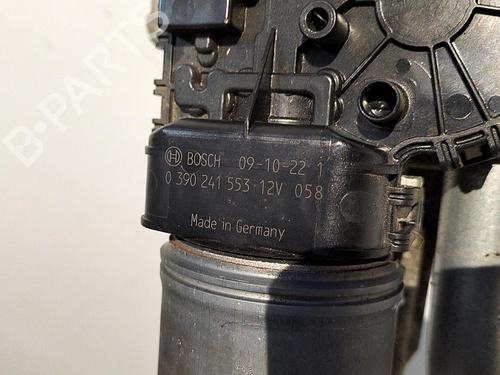 BOSCH 09-10-22 1
0 390 241 553 12V 058
Made in Germany
B-PARTS